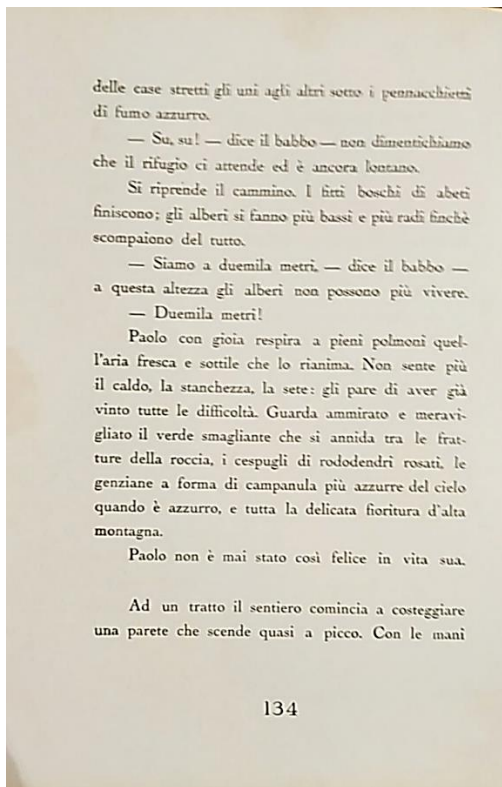 delle case stretti gli uni agli altri sotto i pennacchietti
di fumo azzurro.
— Su, su! — dice il babbo — non dimentichiamo
che il rifugio ci attende ed è ancora lontano.
Si riprende il cammino. I fitti boschi di abeti
finiscono; gli alberi si fanno più bassi e più radi finchè
scompaiono del tutto.
— Siamo a duemila metri, — dice il babbo —
a questa altezza gli alberi non possono più vivere.
— Duemila metri!
Paolo con gioia respira a pieni polmoni quel-
l'aria fresca e sottile che lo rianima. Non sente più
il caldo, la stanchezza, la sete: gli pare di aver già
vinto tutte le difficoltà. Guarda ammirato e meravi-
gliato il verde smagliante che si annida tra le frat-
ture della roccia, i cespugli di rododendri rosati, le
genziane a forma di campanula più azzurre del cielo
quando è azzurro, e tutta la delicata fioritura d'alta
montagna.
Paolo non è mai stato così felice in vita sua.
Ad un tratto il sentiero comincia a costeggiare
una parete che scende quasi a picco. Con le mani
134